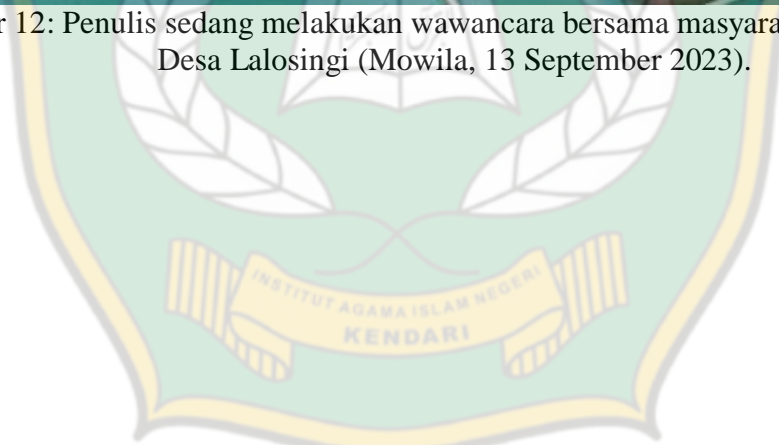 r 12: Penulis sedang melakukan wawancara bersama masyara
Desa Lalosingi (Mowila, 13 September 2023).
INSTITUT AGAMA ISLAM NEGERI
KENDARI